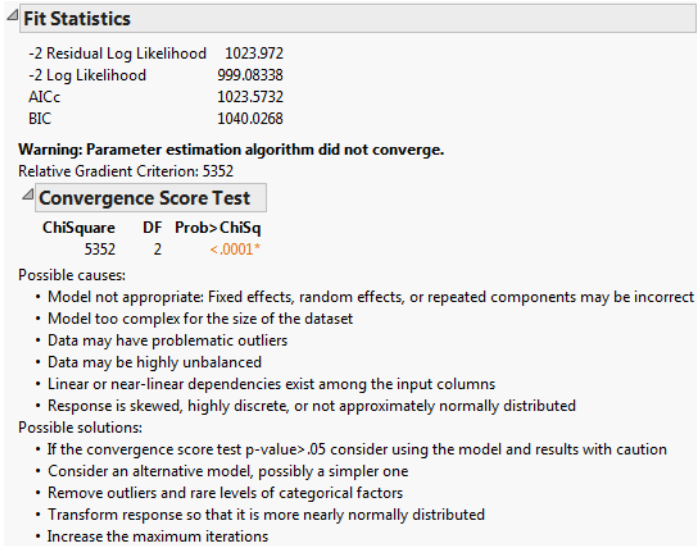 Fit Statistics
-2 Residual Log Likelihood 1023.972
-2 Log Likelihood 999.08338
AICc 1023.5732
BIC 1040.0268
Warning: Parameter estimation algorithm did not converge.
Relative Gradient Criterion: 5352
Convergence Score Test
ChiSquare DF Prob>ChiSq
5352 2 <.0001*
Possible causes:
• Model not appropriate: Fixed effects, random effects, or repeated components may be incorrect
• Model too complex for the size of the dataset
• Data may have problematic outliers
• Data may be highly unbalanced
• Linear or near-linear dependencies exist among the input columns
• Response is skewed, highly discrete, or not approximately normally distributed
Possible solutions:
• If the convergence score test p-value>.05 consider using the model and results with caution
• Consider an alternative model, possibly a simpler one
• Remove outliers and rare levels of categorical factors
• Transform response so that it is more nearly normally distributed
• Increase the maximum iterations